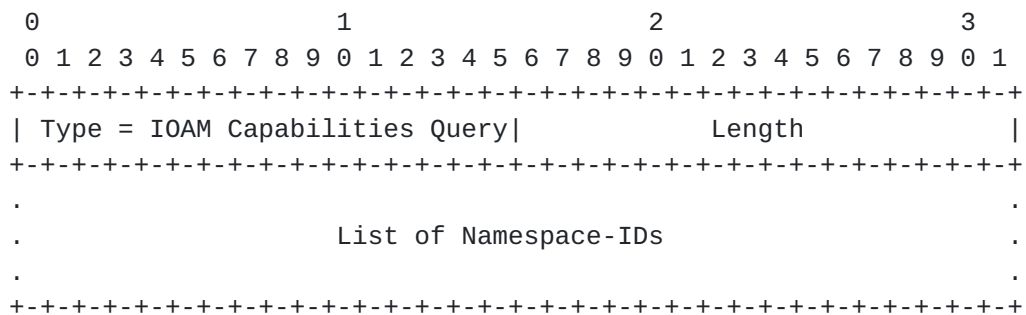 0                   1                   2                   3
 0 1 2 3 4 5 6 7 8 9 0 1 2 3 4 5 6 7 8 9 0 1 2 3 4 5 6 7 8 9 0 1
+-+-+-+-+-+-+-+-+-+-+-+-+-+-+-+-+-+-+-+-+-+-+-+-+-+-+-+-+-+-+-+-+
| Type = IOAM Capabilities Query|            Length             |
+-+-+-+-+-+-+-+-+-+-+-+-+-+-+-+-+-+-+-+-+-+-+-+-+-+-+-+-+-+-+-+-+
.                                                               .
.                    List of Namespace-IDs                      .
.                                                               .
+-+-+-+-+-+-+-+-+-+-+-+-+-+-+-+-+-+-+-+-+-+-+-+-+-+-+-+-+-+-+-+-+